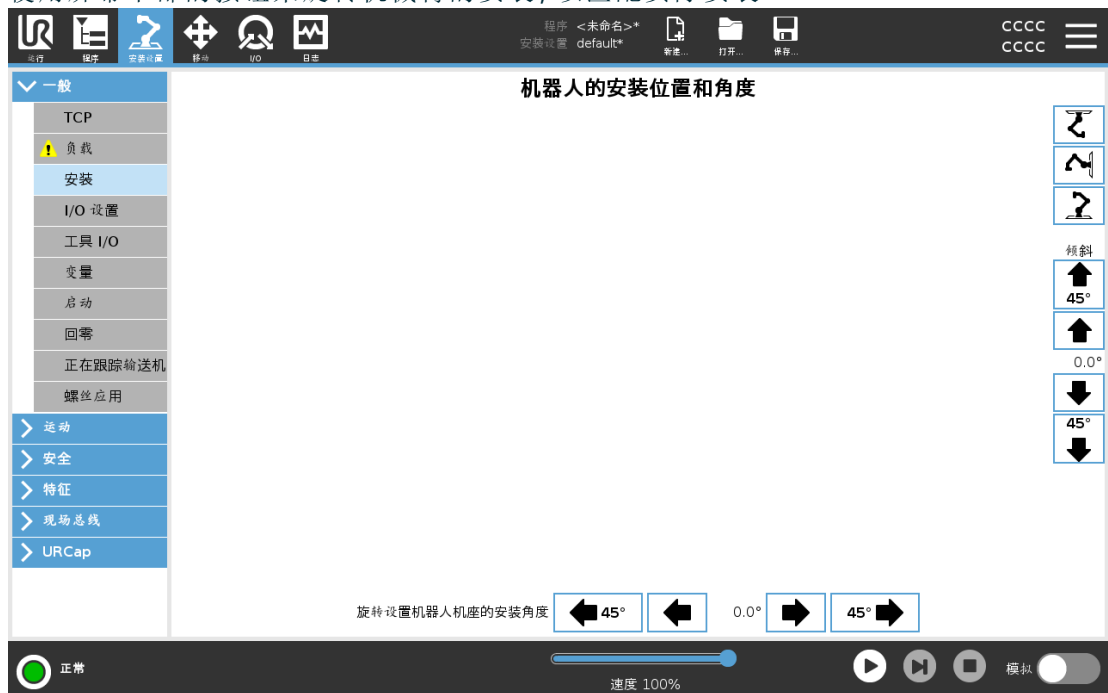 UR
运行
程序
安装设置
移动
I/O
日志
程序 <未命名>*
安装设置 default*
新建...
打开...
保存...
CCCC
CCCC
一般
TCP
负载
安装
I/O 设置
工具 I/O
变量
启动
回零
正在跟踪输送机
螺丝应用
运动
安全
特征
现场总线
URCap
机器人的安装位置和角度
倾斜
45°
0.0°
45°
旋转设置机器人机座的安装角度 45° 0.0° 45°
正常
速度 100%
模拟